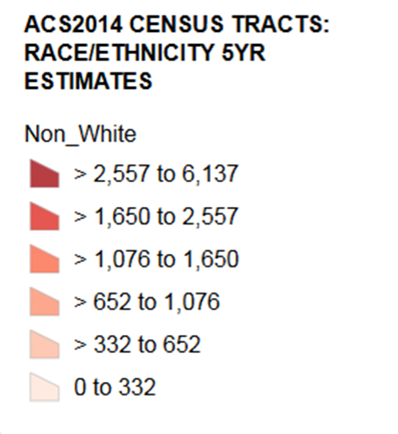 ACS2014 CENSUS TRACTS:
RACE/ETHNICITY 5YR
ESTIMATES
Non_White
> 2,557 to 6,137
> 1,650 to 2,557
> 1,076 to 1,650
> 652 to 1,076
> 332 to 652
0 to 332